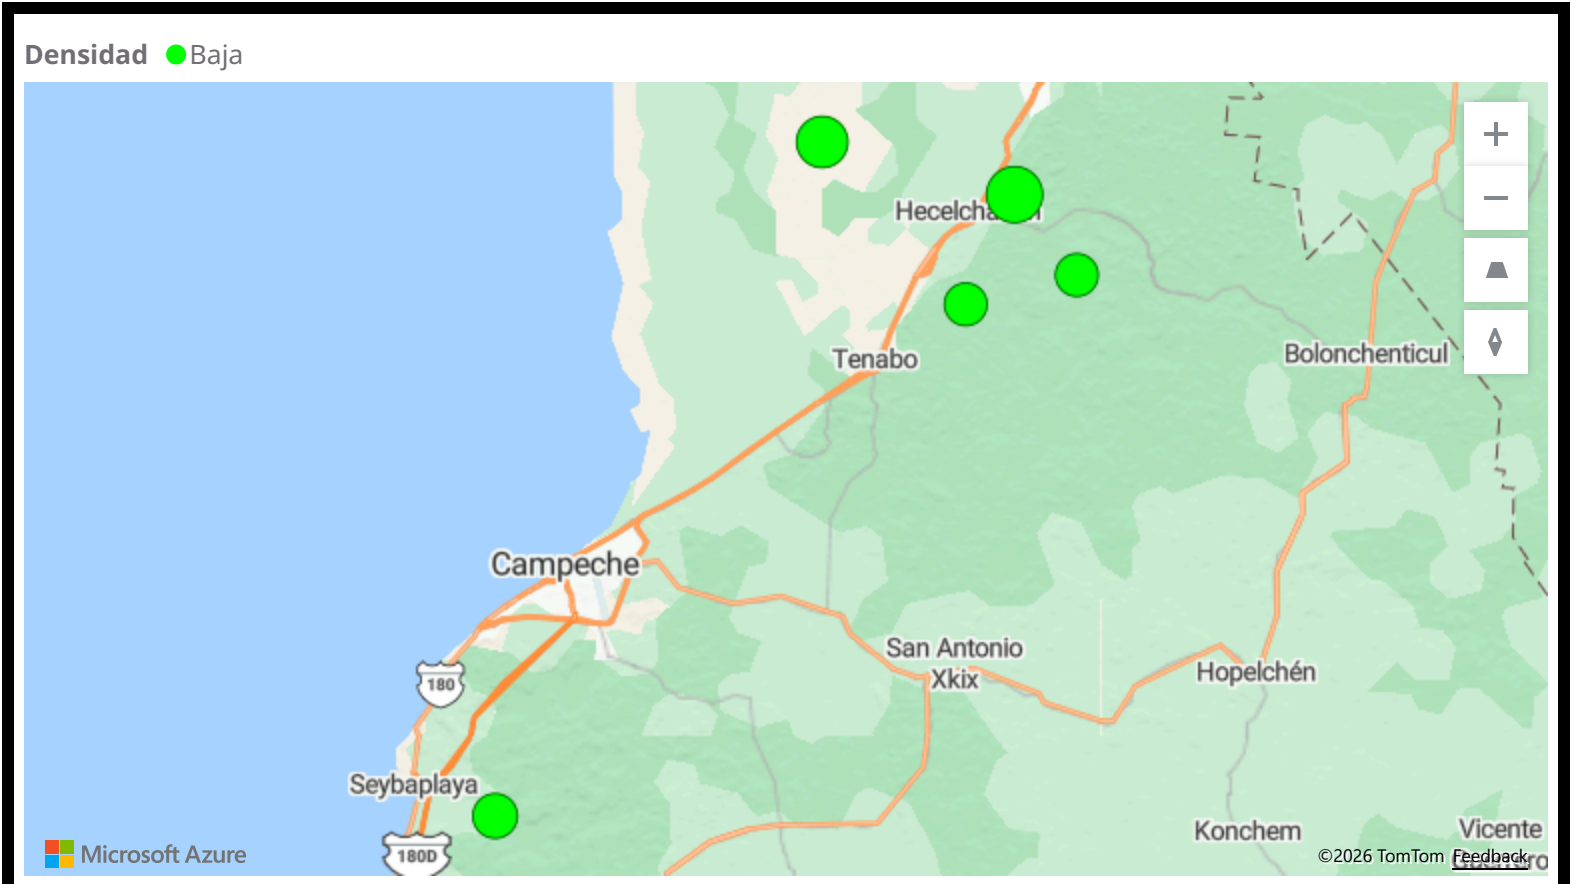 Densidad Baja
Hecelcha
Tenabo
Bolonchenticul
Campeche
San Antonio
Xkix
Hopelchén
180
Seybaplaya
Konchem
Vicente
180D
Microsoft Azure
©2026 TomTom Feedback